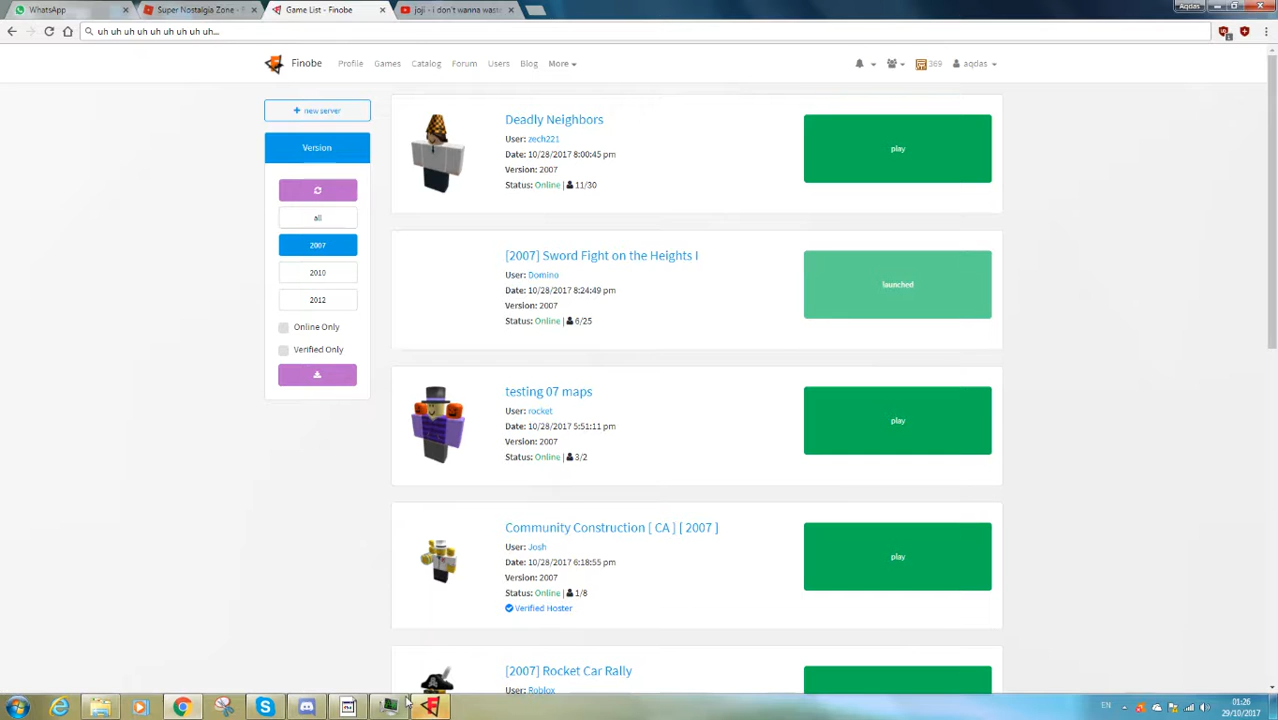 WhatsApp
Super Nostalgia Zone -
Game List - Finobe
joji - i don't wanna wast
Aqdas
uh uh uh uh uh uh uh uh uh...
Finobe
Profile
Games
Catalog
Forum
Users
Blog
More
369
aqdas
+ new server
Version
all
2007
2010
2012
Online Only
Verified Only
Deadly Neighbors
User: zech221
Date: 10/28/2017 8:00:45 pm
Version: 2007
Status: Online | 11/30
play
[2007] Sword Fight on the Heights I
User: Domino
Date: 10/28/2017 8:24:49 pm
Version: 2007
Status: Online | 6/25
launched
testing 07 maps
User: rocket
Date: 10/28/2017 5:51:11 pm
Version: 2007
Status: Online | 3/2
play
Community Construction [ CA ] [ 2007 ]
User: Josh
Date: 10/28/2017 6:18:55 pm
Version: 2007
Status: Online | 1/8
Verified Hoster
play
[2007] Rocket Car Rally
User: Roblox
EN
01:26
29/10/2017